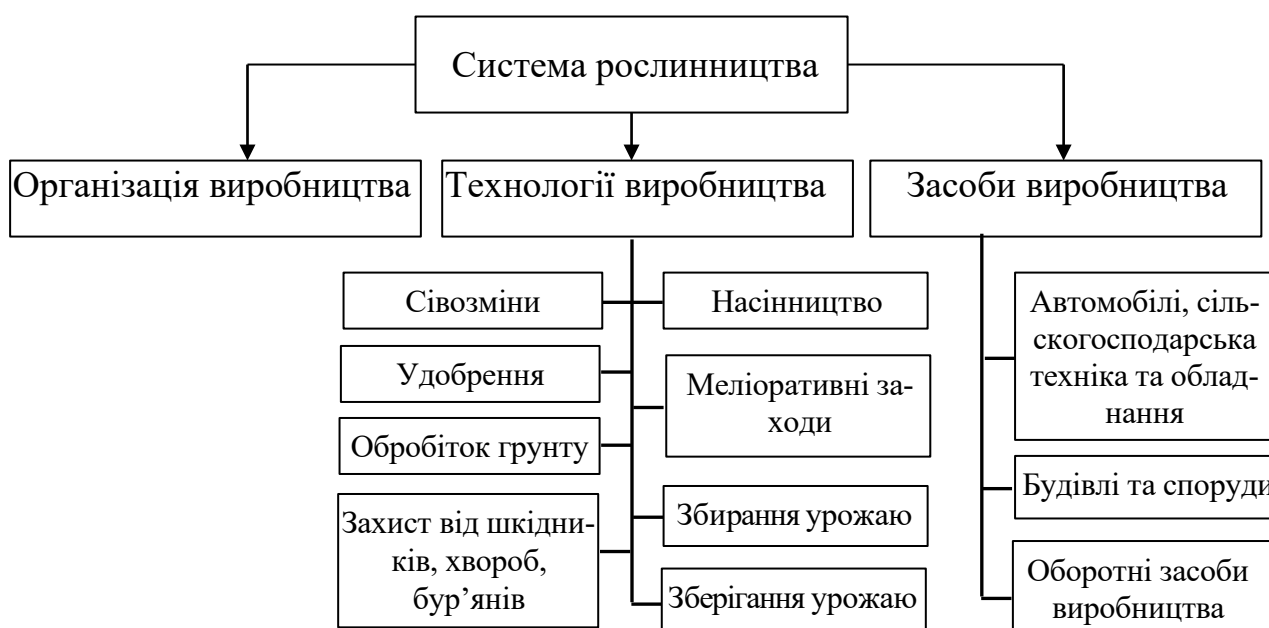 Система рослинництва
Організація виробництва
Технології виробництва
Засоби виробництва
Сівозміни
Удобрення
Обробіток грунту
Захист від шкідни-
ків, хвороб,
бур’янів
Насінництво
Меліоративні за-
ходи
Збирання урожаю
Зберігання урожаю
Автомобілі, сіль-
скогосподарська
техніка та облад-
нання
Будівлі та споруди
Оборотні засоби
виробництва